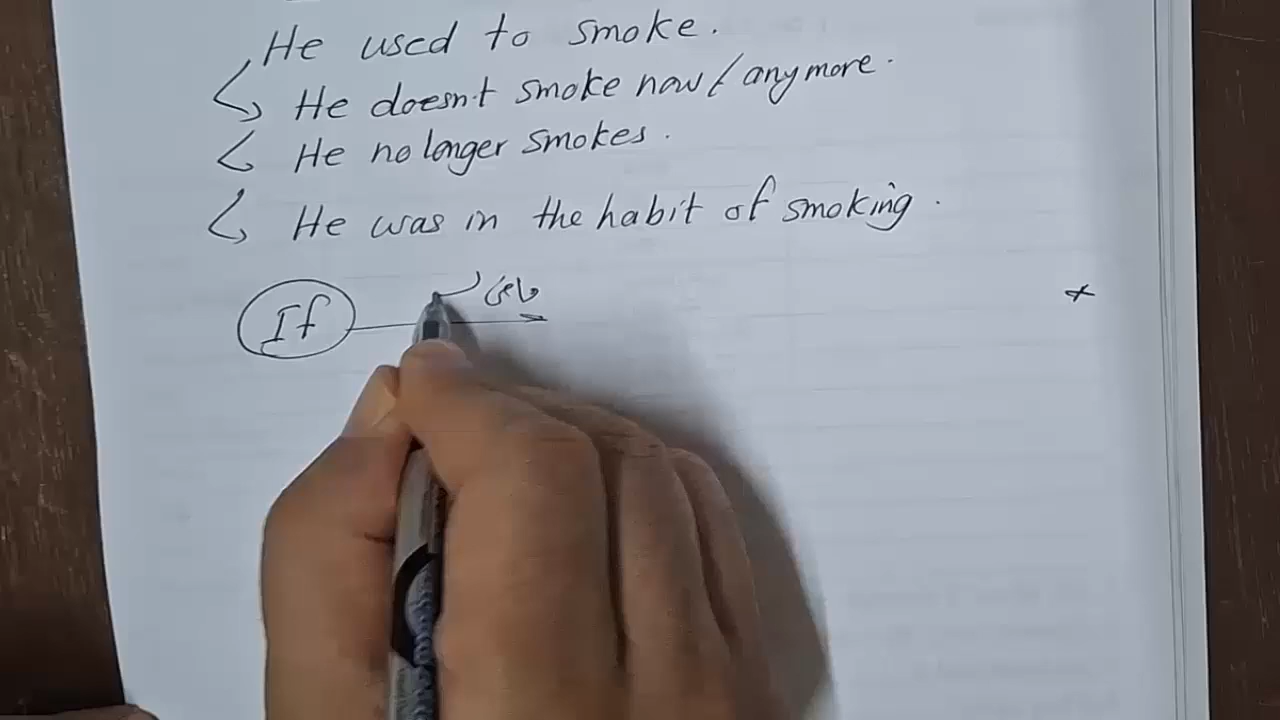 He used to smoke.
He doesn't smoke now / anymore.
He no longer smokes.
He was in the habit of smoking.
If ماضی